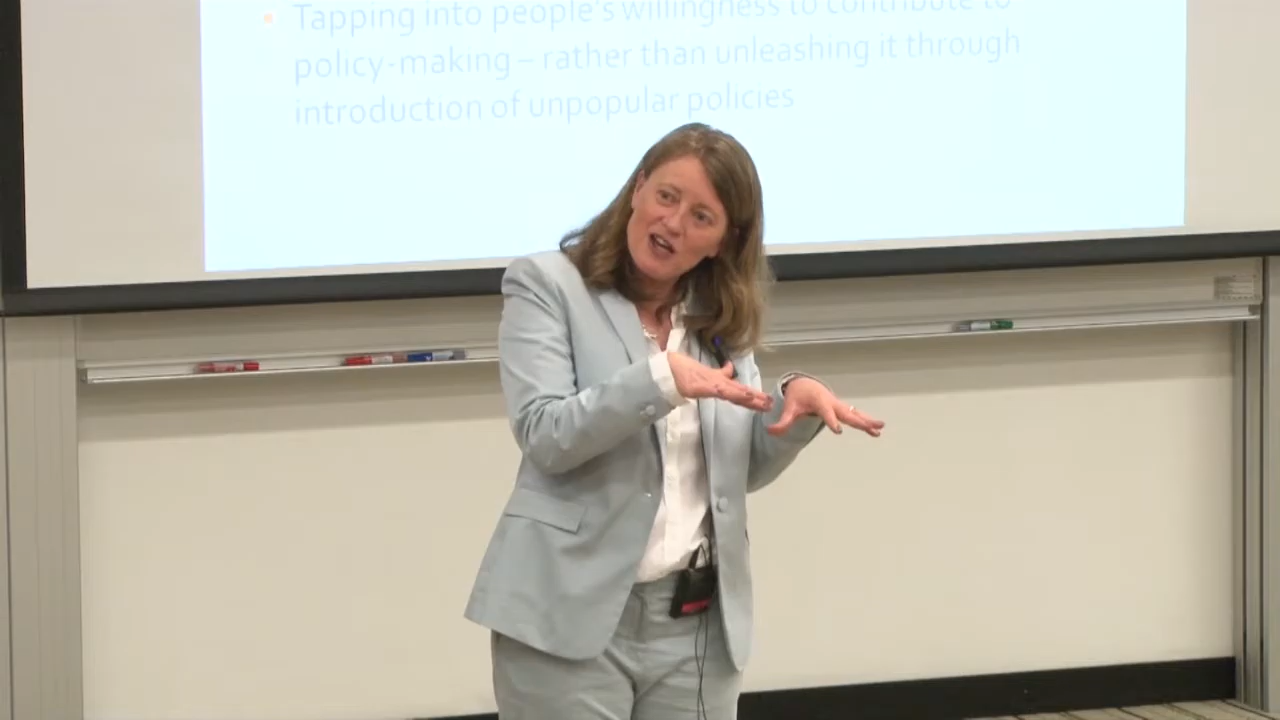 Tapping into people's willingness to contribute to
policy-making – rather than unleashing it through
introduction of unpopular policies